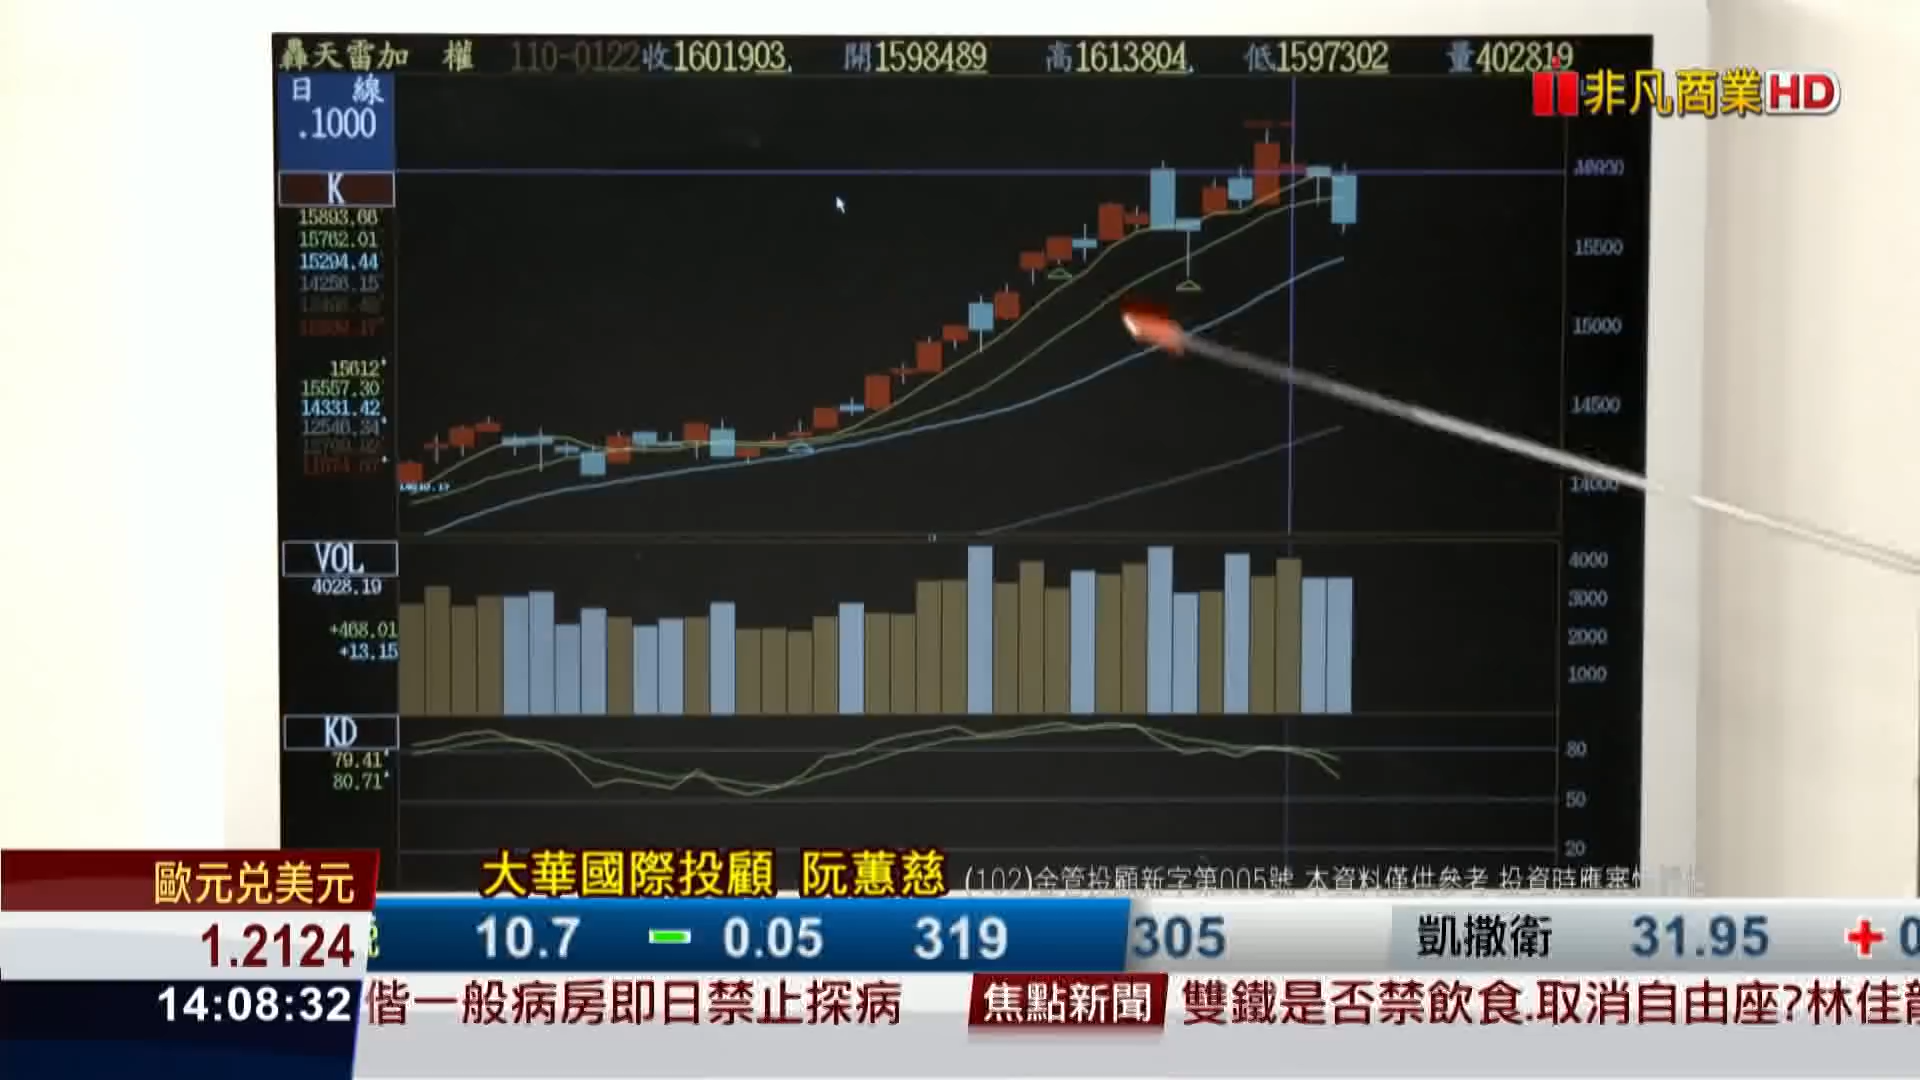 轟天雷加 權 110-0122收1601903. 開1598489 高1613804. 低1597302 量402819
非凡商業HD
日 線
.1000
K
15893.66
15762.01
15294.44
14256.15
15612
15557.30
14331.42
12546.34
15500
15000
14500
14000
VOL
4028.19
+468.01
+13.15
4000
3000
2000
1000
KD
79.41
80.71
80
50
20
大華國際投顧 阮蕙慈 (102)金管投顧新字第005號 本資料僅供參考 投資時應審
歐元兌美元
1.2124
10.7 0.05 319 305 凱撒衛 31.95 + 0
14:08:32
偕一般病房即日禁止探病 焦點新聞 雙鐵是否禁飲食.取消自由座?林佳